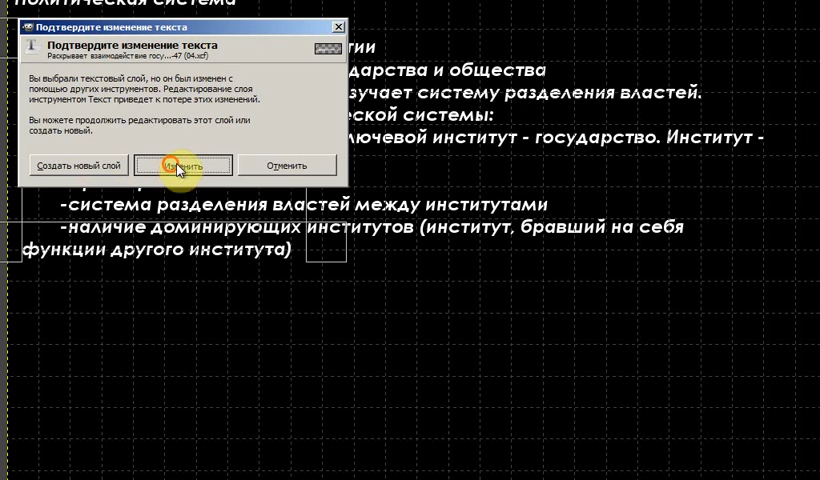 Политическая система
Подтвердите изменение текста
Подтвердите изменение текста
Раскрывает взаимодействие госу...-47 (04.xcf)
тии
дарства и общества
Вы выбрали текстовый слой, но он был изменен с
помощью других инструментов. Редактирование слоя
инструментом Текст приведет к потере этих изменений.
зучает систему разделения властей.
Вы можете продолжить редактировать этот слой или
создать новый.
еской системы:
лючевой институт - государство. Институт -
Создать новый слой
Изменить
Отменить
-система разделения властей между институтами
-наличие доминирующих институтов (институт, бравший на себя
функции другого института)